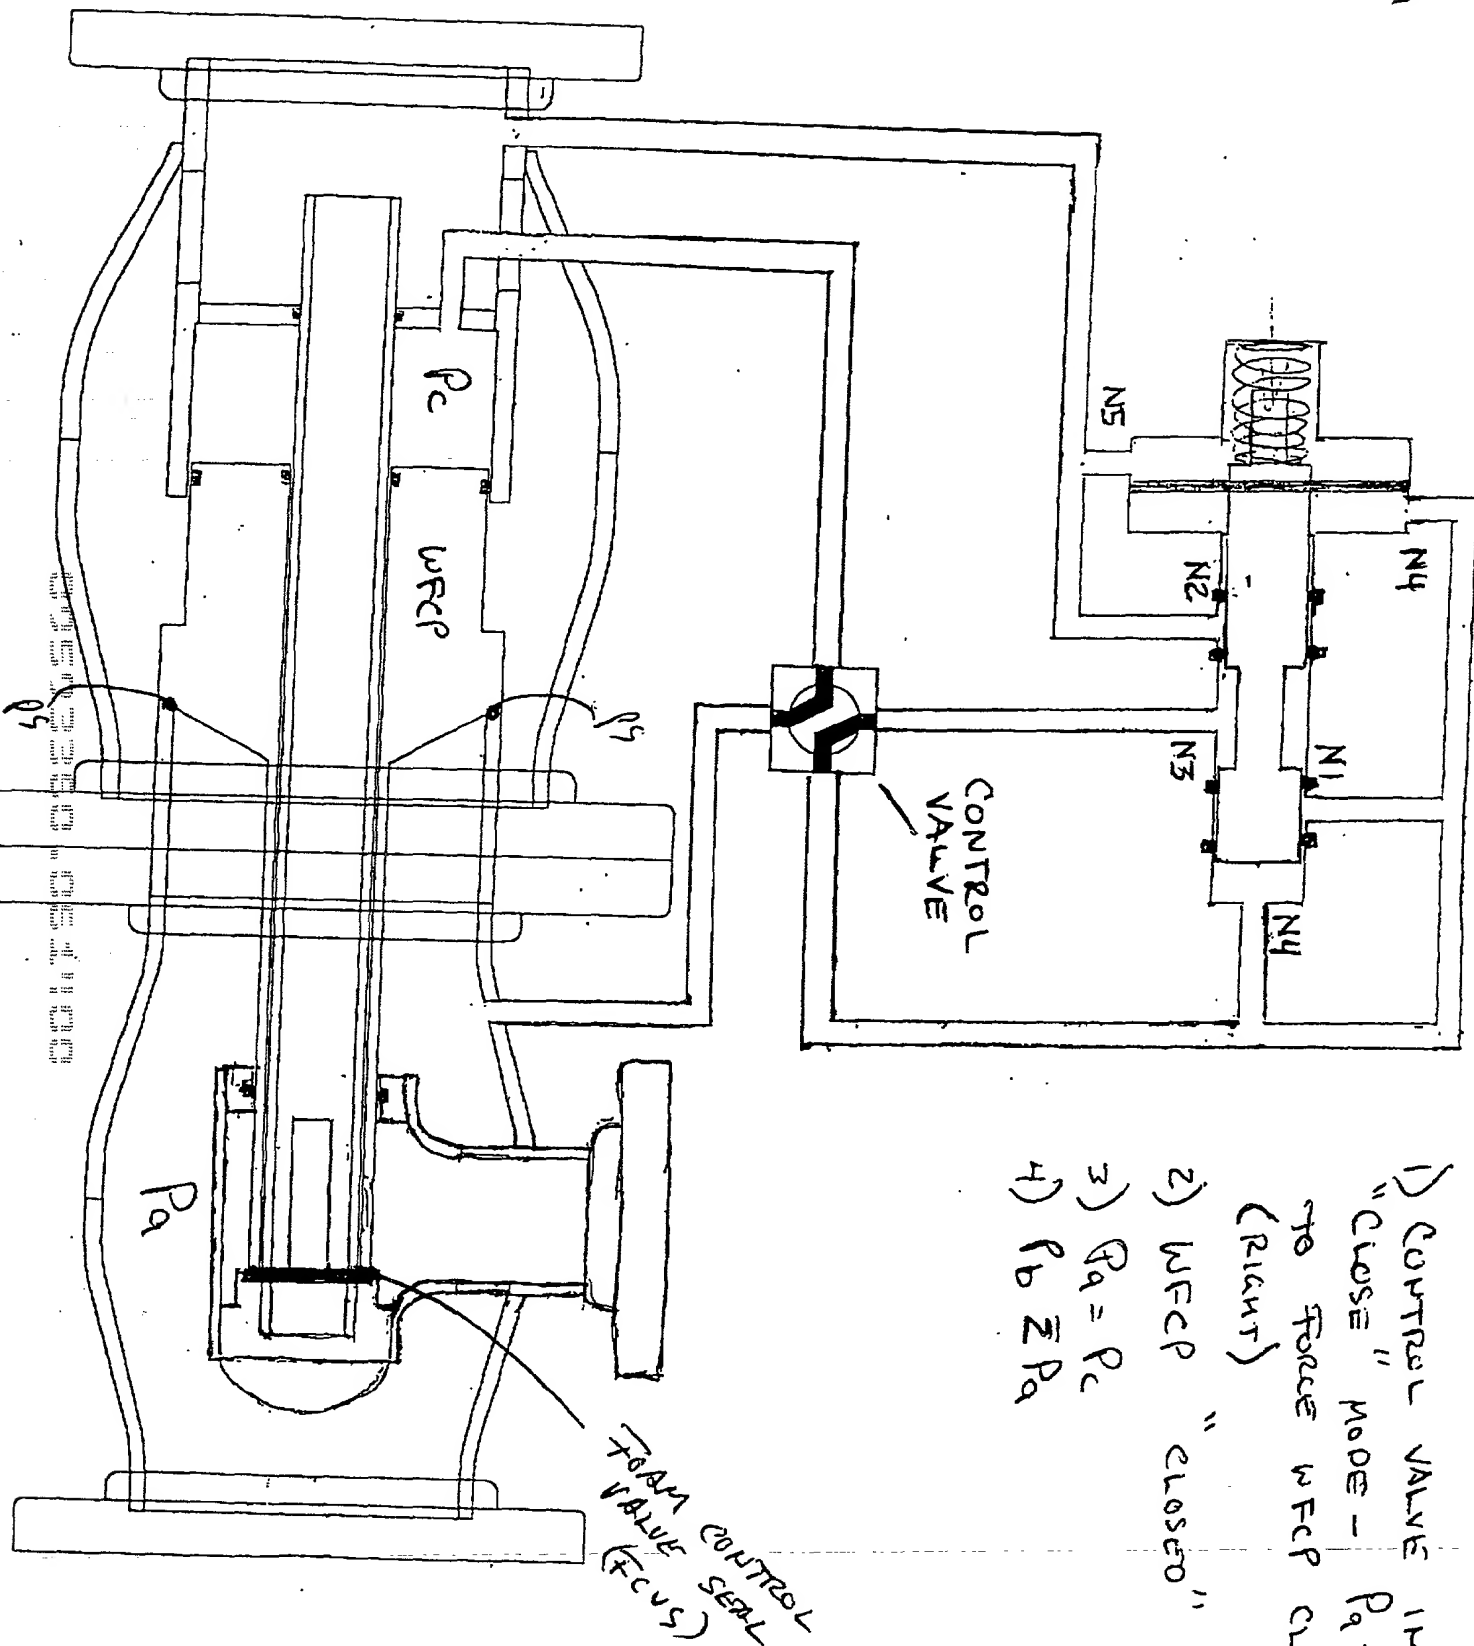 1) CONTROL VALVE IN
"CLOSE" MODE - Pa
TO FORCE WFCP CL
(RIGHT)
2) WFCP "CLOSED"
3) Pa = Pc
4) Pb Σ Pa
N5
N4
N2
N1
N3
N4
CONTROL
VALVE
Pc
WFCP
Pa
FOAM CONTROL
VALVE SEAL
(FCVS)